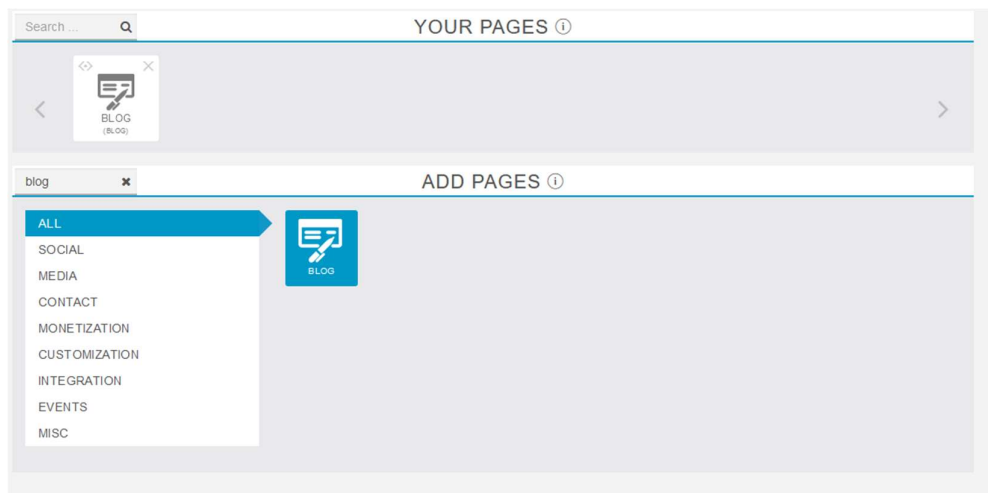 Search ...
YOUR PAGES
BLOG
(BLOG)
blog
ADD PAGES
ALL
SOCIAL
MEDIA
CONTACT
MONETIZATION
CUSTOMIZATION
INTEGRATION
EVENTS
MISC
BLOG